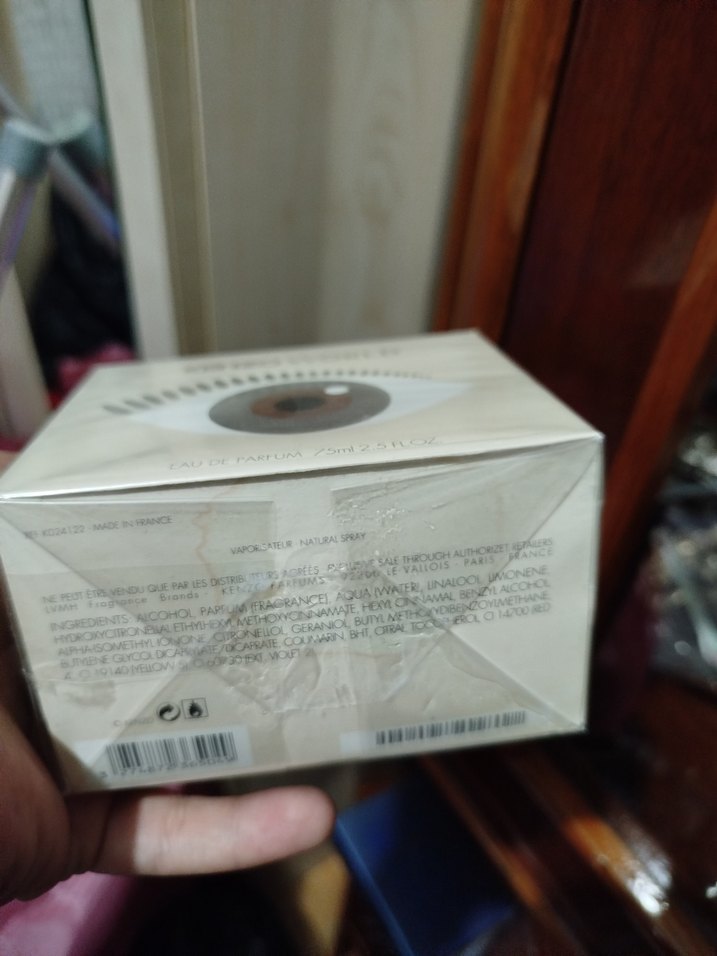 EAU DE PARFUM 75ml 2.5 FL.OZ.
MADE IN FRANCE
VAPORISATEUR NATURAL SPRAY
NE PEUT ÊTRE VENDU QUE PAR LES DISTRIBUTEURS AGRÉÉS. EXCLUSIVE SALE THROUGH AUTHORIZET RETAILERS
LVMH Fragrance Brands - KENZO PARFUMS LE VALLOIS - PARIS FRANCE
INGREDIENTS: ALCOHOL, PARFUM (FRAGRANCE), AQUA (WATER), LINALOOL, LIMONENE,
HYDROXYCITRONELLAL, ETHYLHEXYL METHOXYCINNAMATE, HEXYL CINNAMAL, BENZYL ALCOHOL
ALPHA-ISOMETHYL IONONE, CITRONELLOL, GERANIOL, BUTYL METHOXYDIBENZOYLMETHANE,
BUTYLENE GLYCOL DICAPRYLATE/DICAPRATE, COUMARIN, BHT, CITRAL, TOCOPHEROL, CI 14700 (RED
4), CI 19140 (YELLOW 5), CI 60730 (EXT. VIOLET 2)